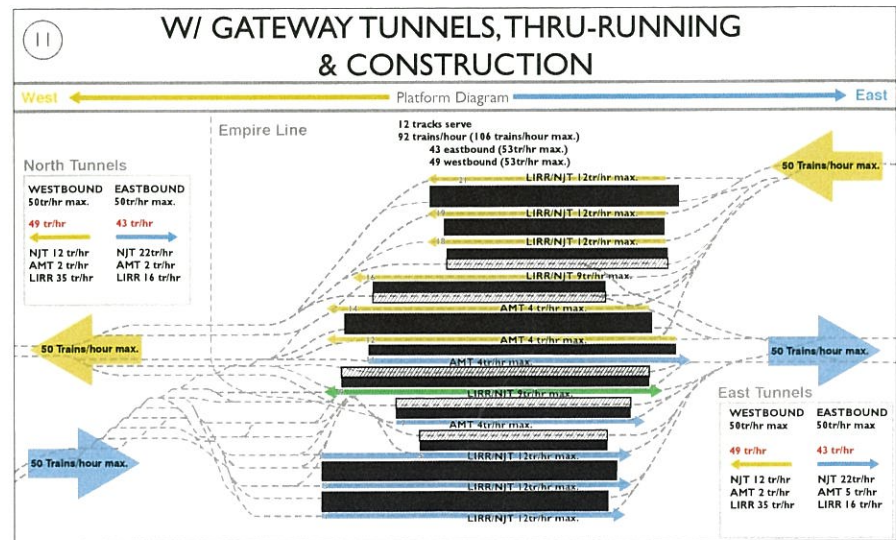 11
W/ GATEWAY TUNNELS, THRU-RUNNING
& CONSTRUCTION
West
Platform Diagram
East
Empire Line
12 tracks serve
92 trains/hour (106 trains/hour max.)
43 eastbound (53tr/hr max.)
49 westbound (53tr/hr max.)
North Tunnels
WESTBOUND EASTBOUND
50tr/hr max. 50tr/hr max.
49 tr/hr 43 tr/hr
NJT 12 tr/hr NJT 22tr/hr
AMT 2 tr/hr AMT 2 tr/hr
LIRR 35 tr/hr LIRR 16 tr/hr
50 Trains/hour max.
21 LIRR/NJT 12tr/hr max.
19 LIRR/NJT 12tr/hr max.
18 LIRR/NJT 12tr/hr max.
LIRR/NJT 9tr/hr max.
AMT 4 tr/hr max.
12 AMT 4 tr/hr max.
50 Trains/hour max.
50 Trains/hour max.
AMT 4tr/hr max.
LIRR/NJT 9tr/hr max.
AMT 4tr/hr max.
LIRR/NJT 12tr/hr max.
50 Trains/hour max.
LIRR/NJT 12tr/hr max.
LIRR/NJT 12tr/hr max.
East Tunnels
WESTBOUND EASTBOUND
50tr/hr max 50tr/hr max.
49 tr/hr 43 tr/hr
NJT 12 tr/hr NJT 22tr/hr
AMT 2 tr/hr AMT 5 tr/hr
LIRR 35 tr/hr LIRR 16 tr/hr